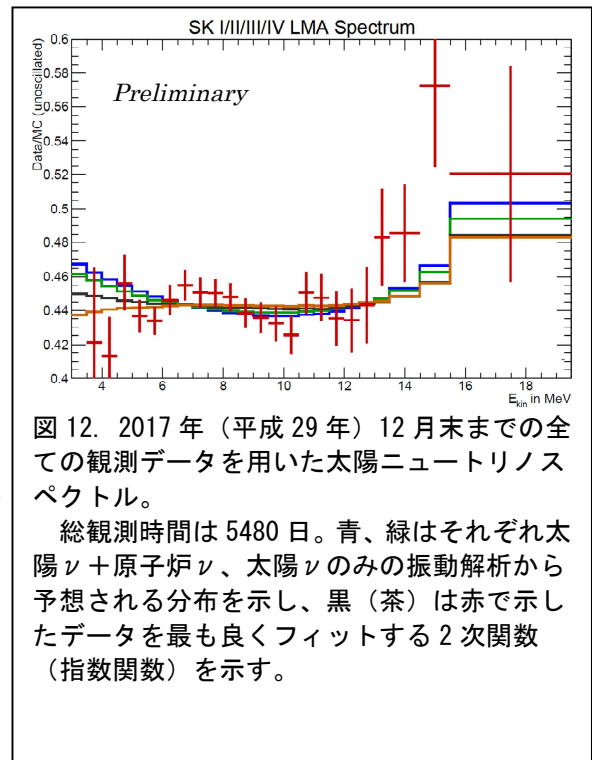 SK I/II/III/IV LMA Spectrum
Data/MC (unoscillated)
Preliminary
0.6
0.58
0.56
0.54
0.52
0.5
0.48
0.46
0.44
0.42
0.4
4 6 8 10 12 14 16 18
Ekin in MeV
図 12. 2017 年（平成 29 年）12 月末までの全
ての観測データを用いた太陽ニュートリノス
ペクトル。
総観測時間は 5480 日。青、緑はそれぞれ太
陽ν＋原子炉ν、太陽νのみの振動解析から
予想される分布を示し、黒（茶）は赤で示し
たデータを最も良くフィットする 2 次関数
（指数関数）を示す。